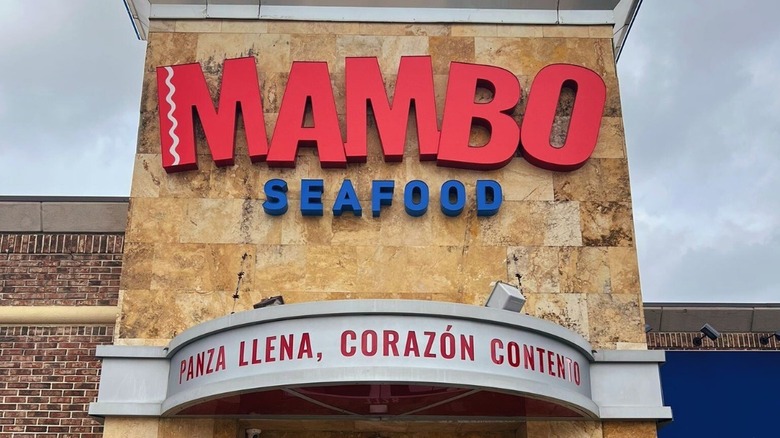 MAMBO
SEAFOOD
PANZA LLENA, CORAZÓN CONTENTO